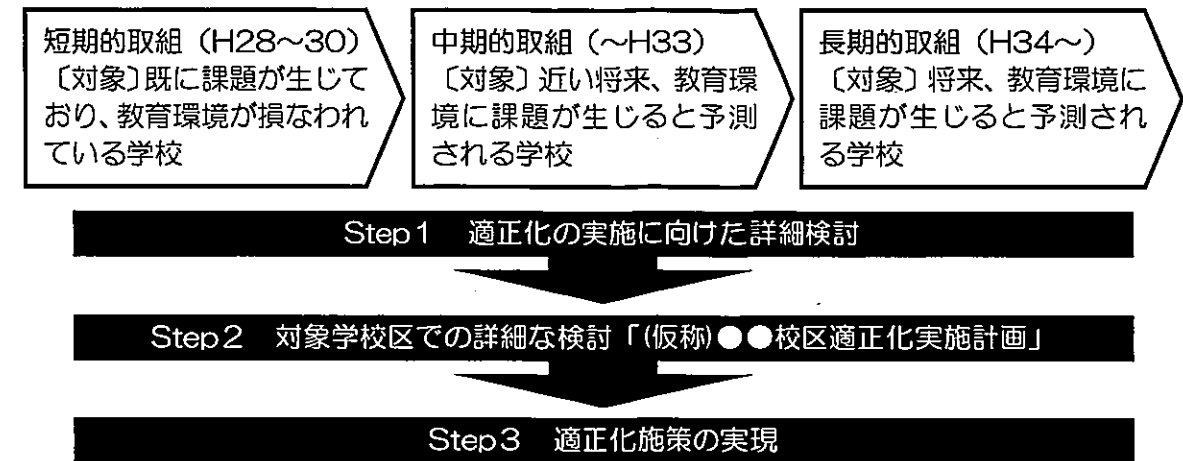 短期的取組（H28～30）
〔対象〕既に課題が生じて
おり、教育環境が損なわれ
ている学校
中期的取組（～H33）
〔対象〕近い将来、教育環
境に課題が生じると予測
される学校
長期的取組（H34～）
〔対象〕将来、教育環境に
課題が生じると予測され
る学校
Step1　適正化の実施に向けた詳細検討
Step2　対象学校区での詳細な検討「(仮称)●●校区適正化実施計画」
Step3　適正化施策の実現